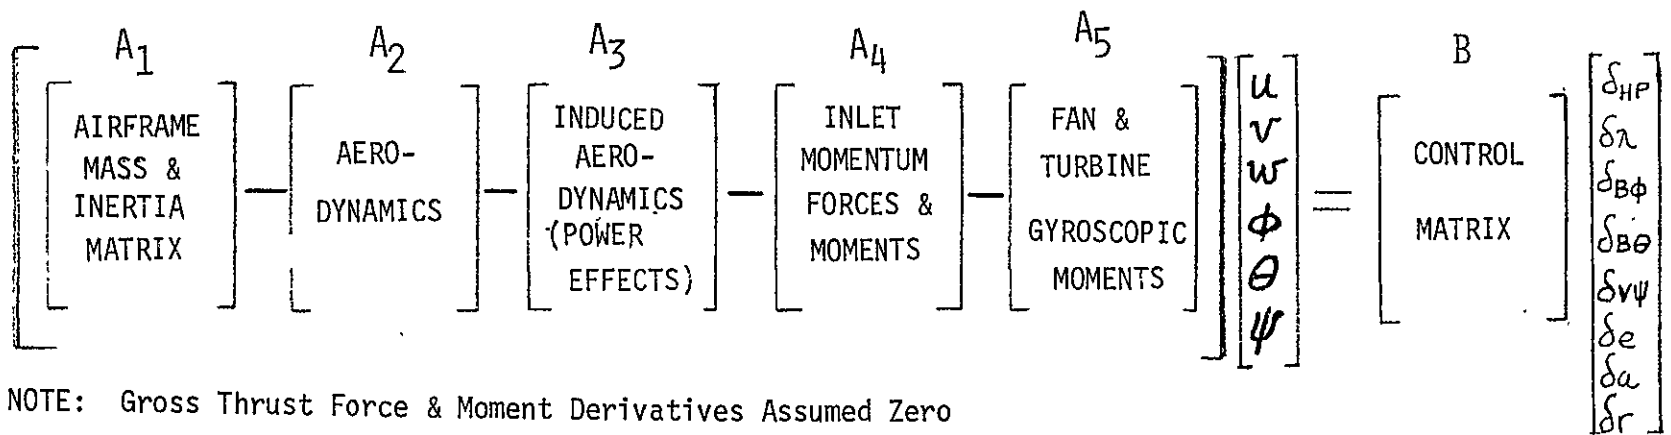 A1 A2 A3 A4 A5 B
AIRFRAME
MASS &
INERTIA
MATRIX
AERO-
DYNAMICS
INDUCED
AERO-
DYNAMICS
(POWER
EFFECTS)
INLET
MOMENTUM
FORCES &
MOMENTS
FAN &
TURBINE
GYROSCOPIC
MOMENTS
u
v
w
ϕ
θ
ψ
=
CONTROL
MATRIX
δHP
δλ
δBϕ
δBθ
δvψ
δe
δa
δr
NOTE: Gross Thrust Force & Moment Derivatives Assumed Zero